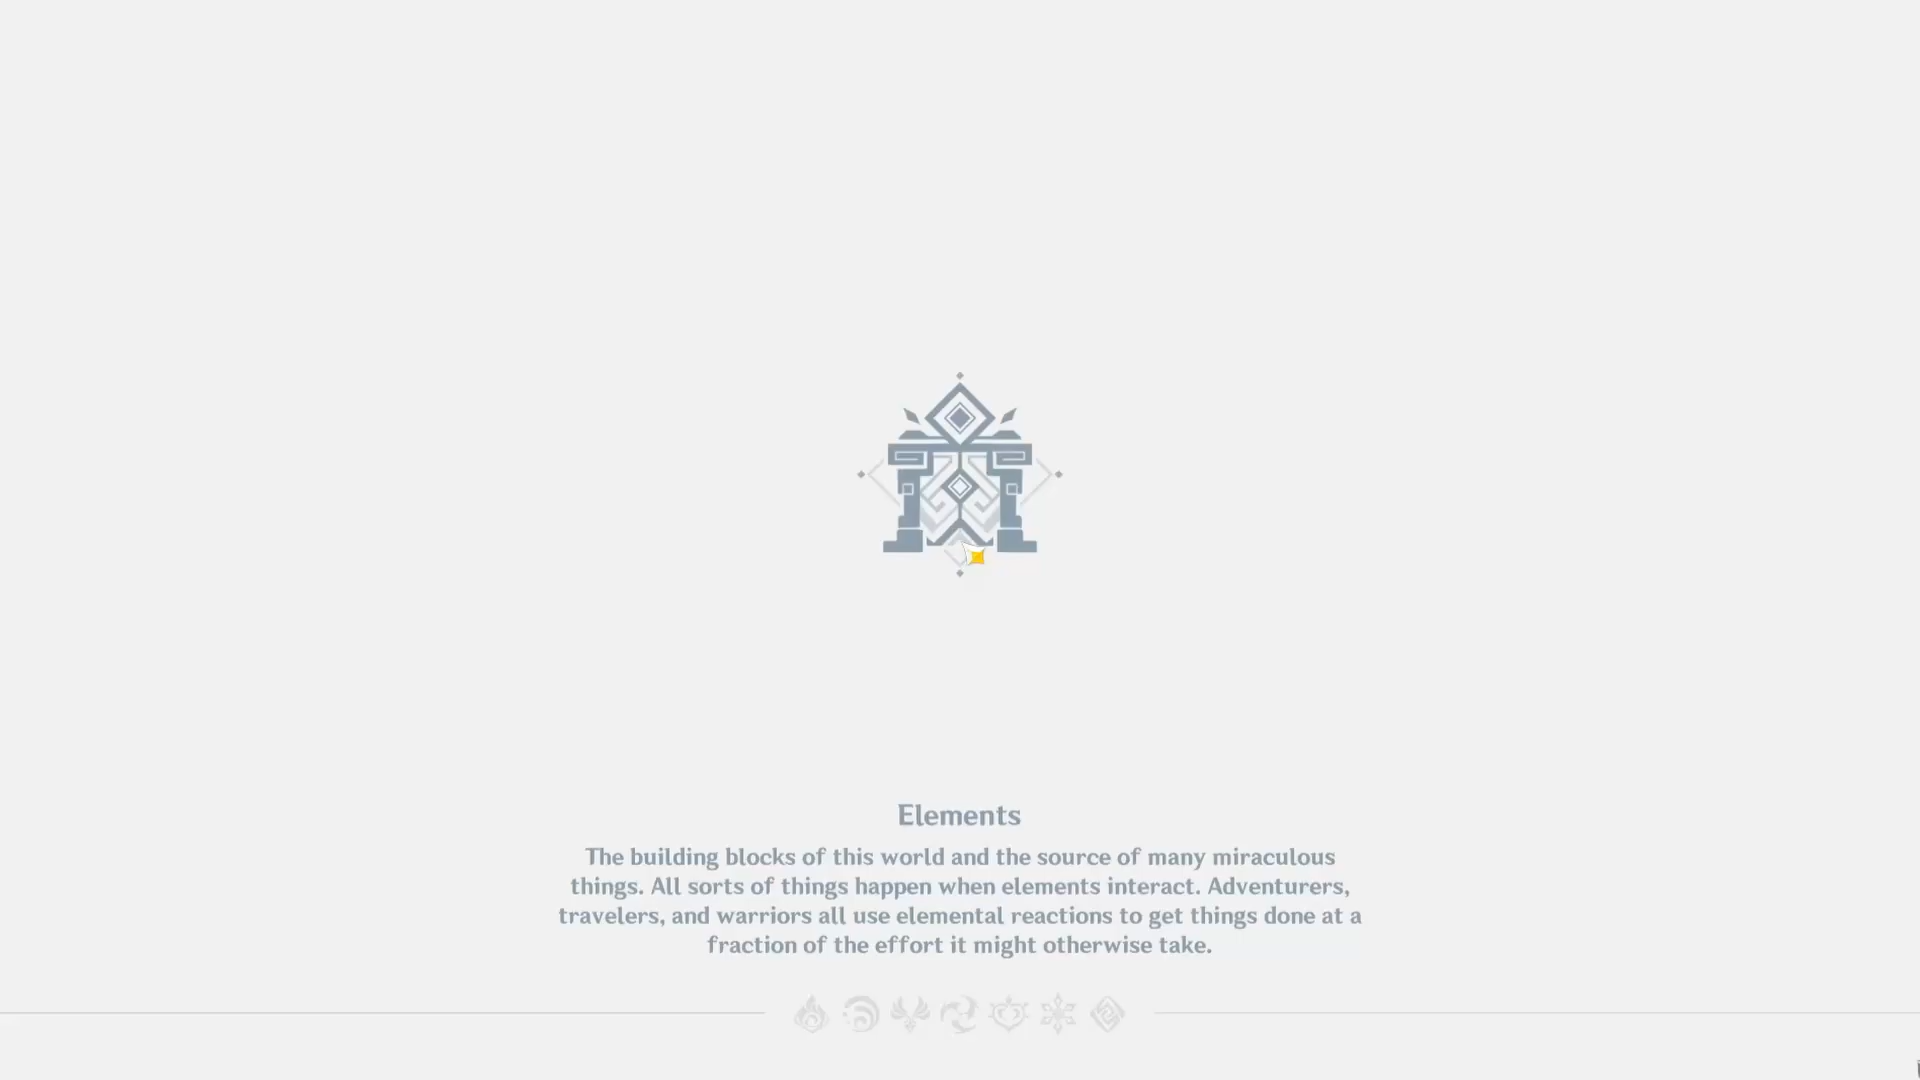 Elements
The building blocks of this world and the source of many miraculous
things. All sorts of things happen when elements interact. Adventurers,
travelers, and warriors all use elemental reactions to get things done at a
fraction of the effort it might otherwise take.